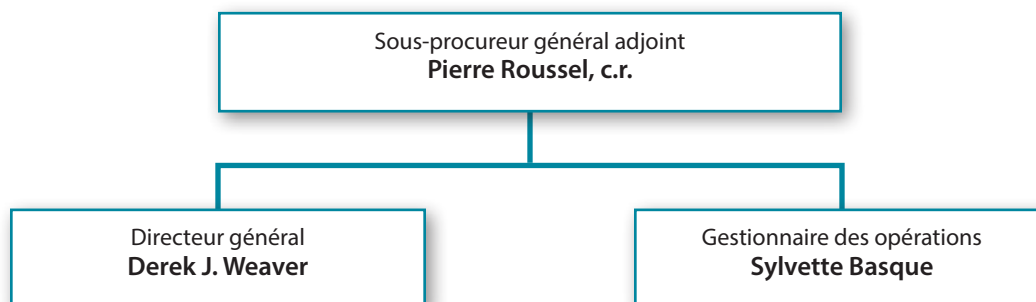 Sous-procureur général adjoint
Pierre Roussel, c.r.
Directeur général
Derek J. Weaver
Gestionnaire des opérations
Sylvette Basque